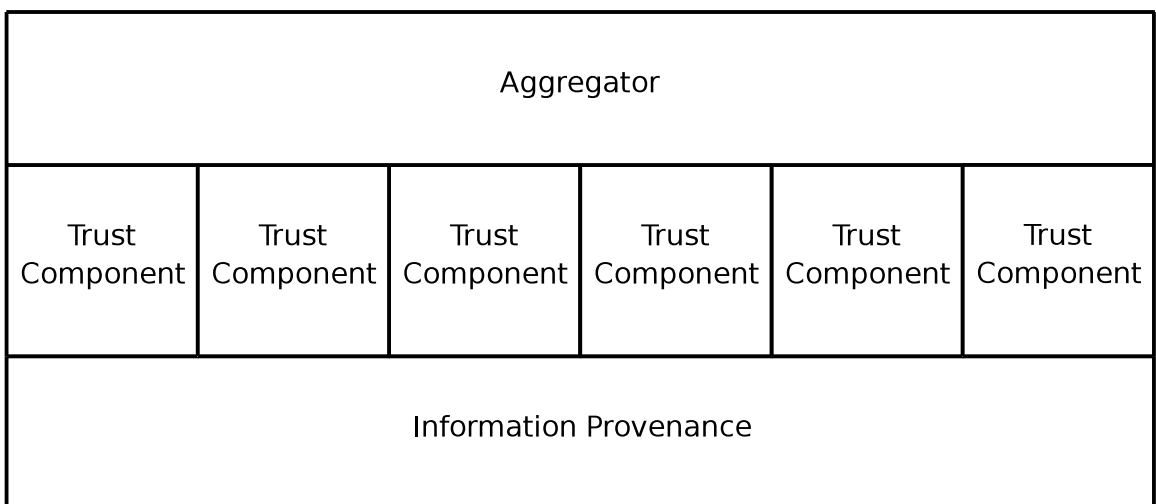 Aggregator
Trust
Component
Trust
Component
Trust
Component
Trust
Component
Trust
Component
Trust
Component
Information Provenance